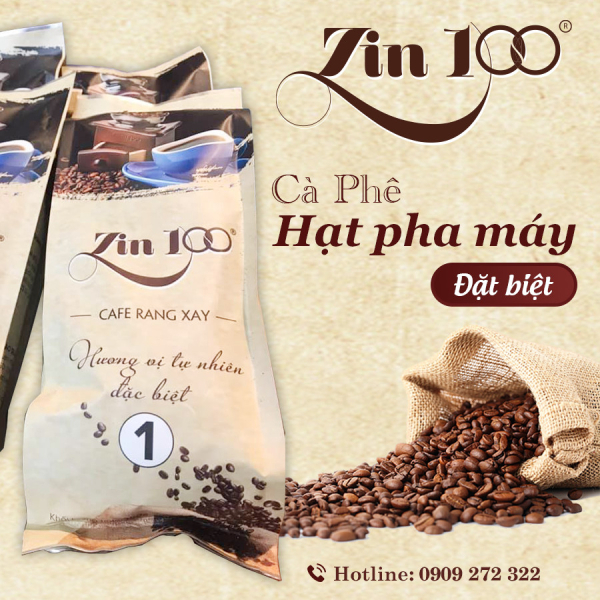 Zin 100®
Cà Phê
Hạt pha máy
Đặt biệt
Zin 100®
CAFE RANG XAY
Hương vị tự nhiên
đặc biệt
1
Hotline: 0909 272 322